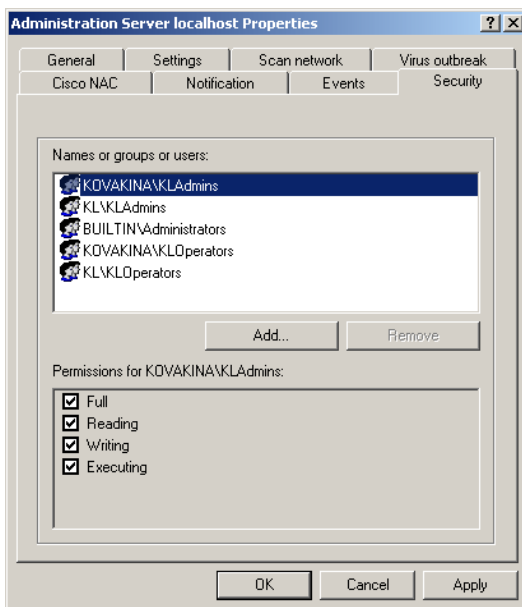 Administration Server localhost Properties
General Settings Scan network Virus outbreak
Cisco NAC Notification Events Security
Names or groups or users:
KOVAKINA\KLAdmins
KL\KLAdmins
BUILTIN\Administrators
KOVAKINA\KLOperators
KL\KLOperators
Add... Remove
Permissions for KOVAKINA\KLAdmins:
Full
Reading
Writing
Executing
OK Cancel Apply